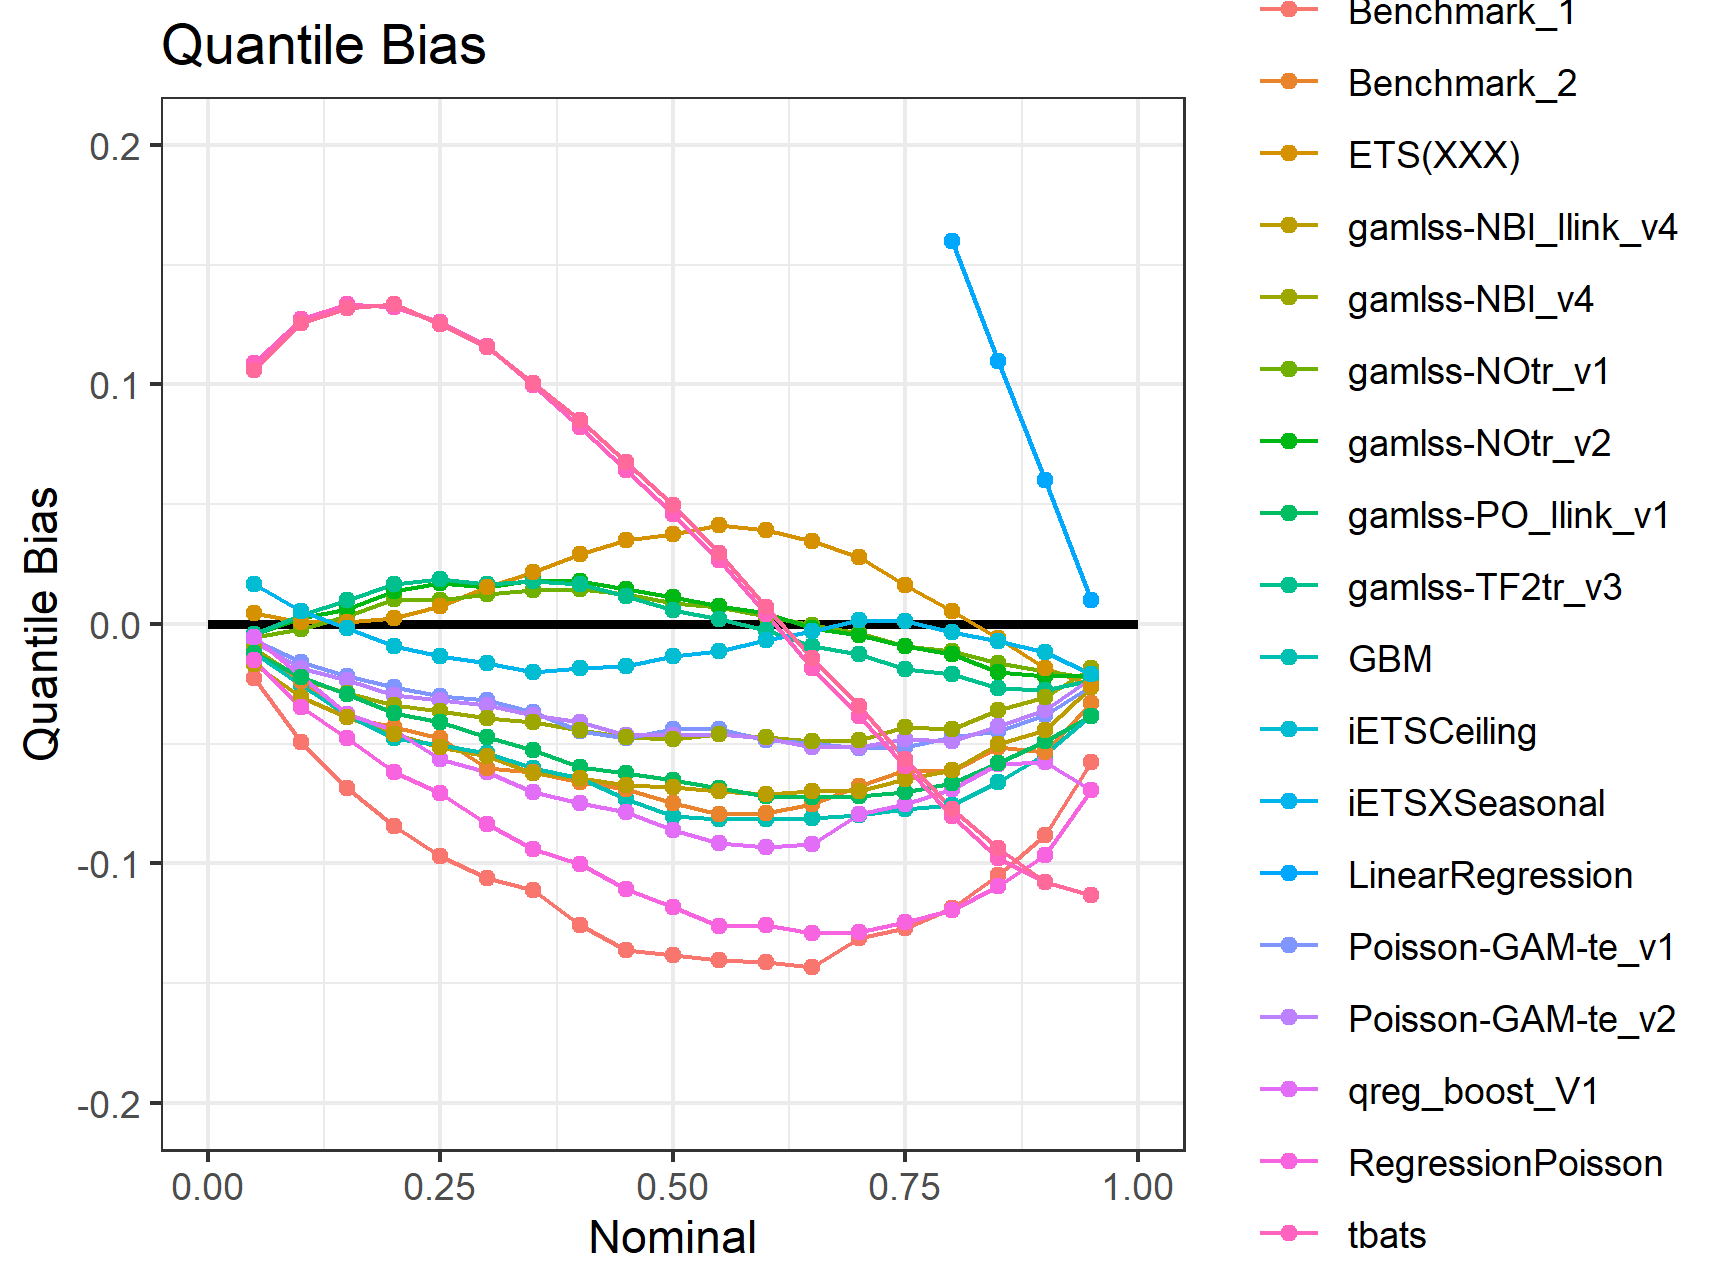 Quantile Bias
0.2
0.1
0.0
-0.1
-0.2
Quantile Bias
0.00 0.25 0.50 0.75 1.00
Nominal
Benchmark_1
Benchmark_2
ETS(XXX)
gamlss-NBI_llink_v4
gamlss-NBI_v4
gamlss-NOtr_v1
gamlss-NOtr_v2
gamlss-PO_llink_v1
gamlss-TF2tr_v3
GBM
iETSCeiling
iETSXSeasonal
LinearRegression
Poisson-GAM-te_v1
Poisson-GAM-te_v2
qreg_boost_V1
RegressionPoisson
tbats